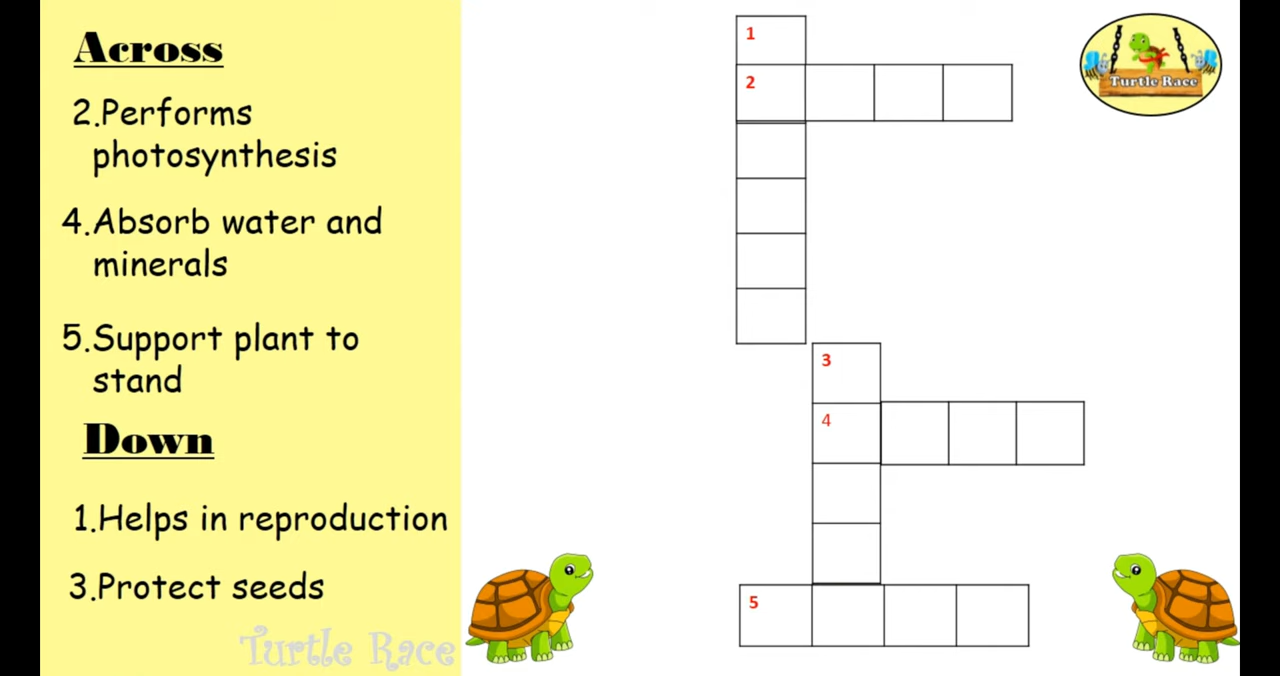 Across
2.Performs
photosynthesis
4.Absorb water and
minerals
5.Support plant to
stand
Down
1.Helps in reproduction
3.Protect seeds
Turtle Race
1
2
3
4
5
Turtle Race